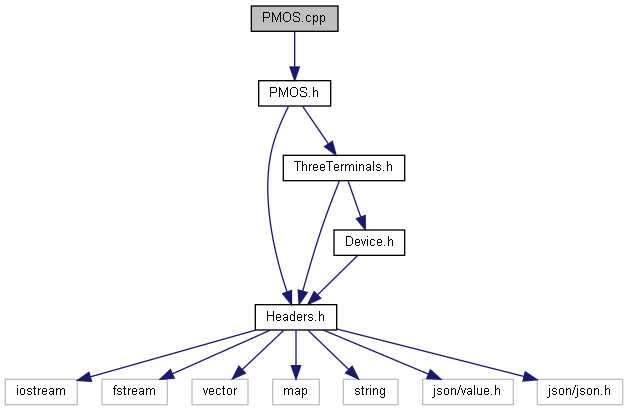 PMOS.cpp
PMOS.h
ThreeTerminals.h
Device.h
Headers.h
iostream
fstream
vector
map
string
json/value.h
json/json.h